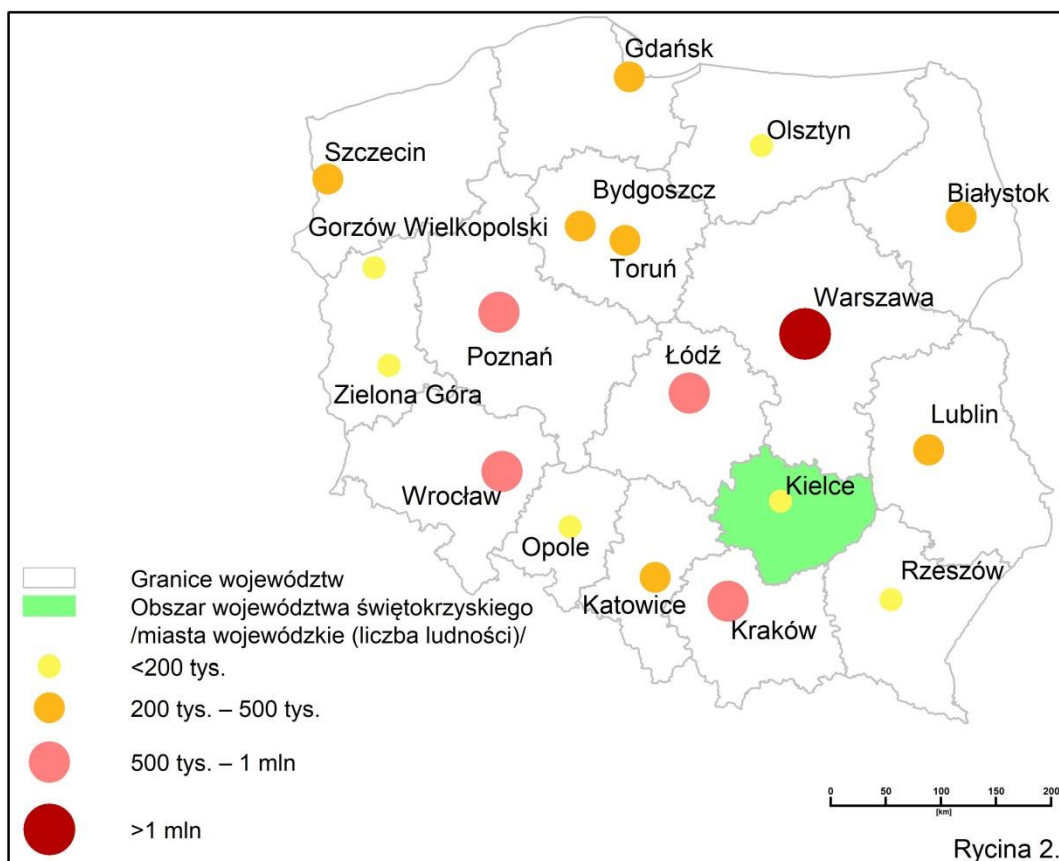 Gdańsk
Olsztyn
Szczecin
Bydgoszcz
Białystok
Gorzów Wielkopolski
Toruń
Warszawa
Poznań
Łódź
Zielona Góra
Lublin
Wrocław
Kielce
Opole
Rzeszów
Katowice
Kraków
Granice województw
Obszar województwa świętokrzyskiego
/miasta wojewódzkie (liczba ludności)/
<200 tys.
200 tys. – 500 tys.
500 tys. – 1 mln
>1 mln
0 50 100 150 200
[km]
Rycina 2.